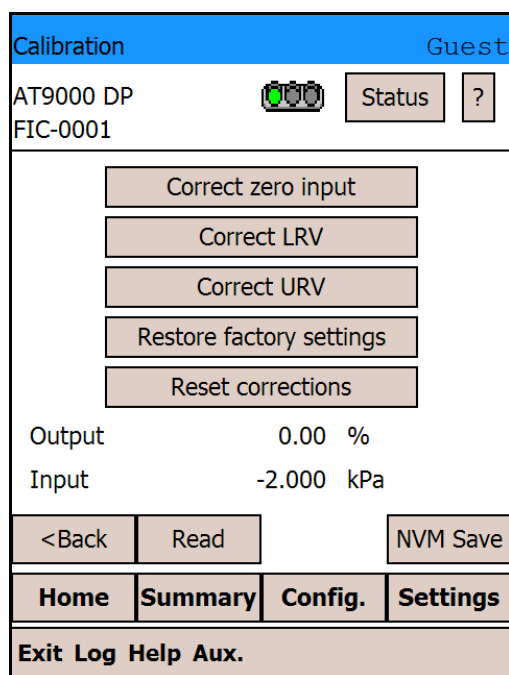 Calibration Guest
AT9000 DP Status ?
FIC-0001
Correct zero input
Correct LRV
Correct URV
Restore factory settings
Reset corrections
Output 0.00 %
Input -2.000 kPa
<Back Read NVM Save
Home Summary Config. Settings
Exit Log Help Aux.